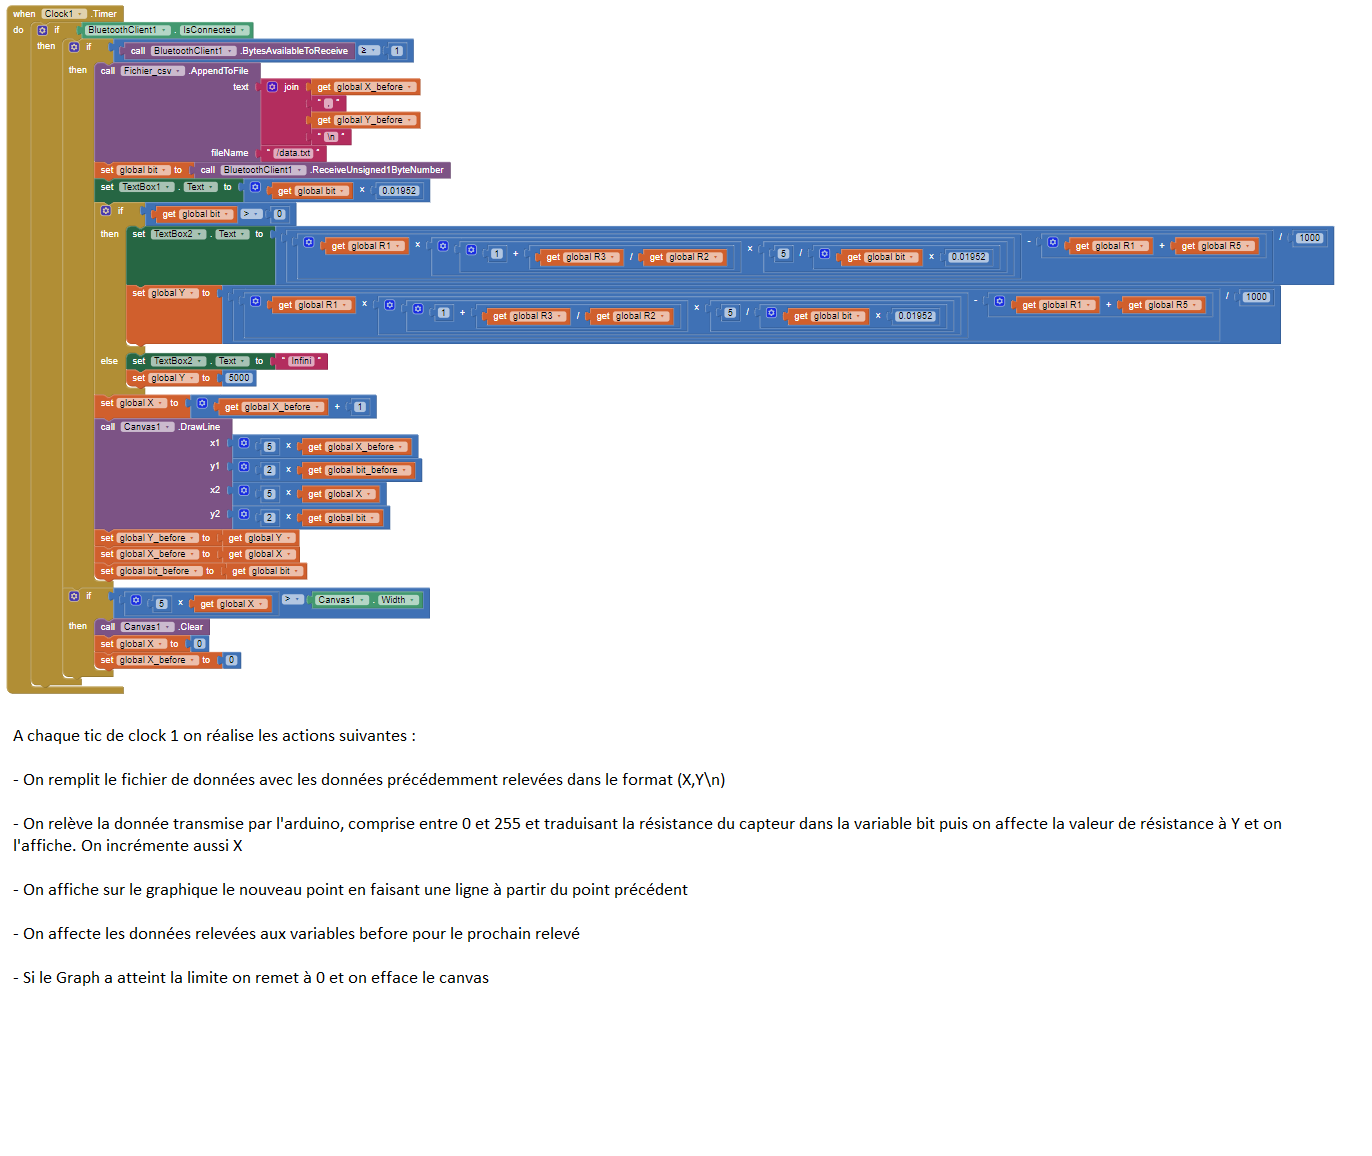 when Clock1 .Timer
do if BluetoothClient1 . IsConnected
then if call BluetoothClient1 .BytesAvailableToReceive ≥ 1
then call Fichier_csv .AppendToFile
text join get global X_before
" , "
get global Y_before
" \n "
fileName " /data.txt "
set global bit to call BluetoothClient1 .ReceiveUnsigned1ByteNumber
set TextBox1 . Text to get global bit x 0.01952
if get global bit > 0
then set TextBox2 . Text to get global R1 x 1 + get global R3 / get global R2 x 5 / get global bit x 0.01952 - get global R1 + get global R5 / 1000
set global Y to get global R1 x 1 + get global R3 / get global R2 x 5 / get global bit x 0.01952 - get global R1 + get global R5 / 1000
else set TextBox2 . Text to " Infini "
set global Y to 5000
set global X to get global X_before + 1
call Canvas1 .DrawLine
x1 5 x get global X_before
y1 2 x get global bit_before
x2 5 x get global X
y2 2 x get global bit
set global Y_before to get global Y
set global X_before to get global X
set global bit_before to get global bit
if 5 x get global X > Canvas1 . Width
then call Canvas1 .Clear
set global X to 0
set global X_before to 0
A chaque tic de clock 1 on réalise les actions suivantes :
- On remplit le fichier de données avec les données précédemment relevées dans le format (X,Y\n)
- On relève la donnée transmise par l'arduino, comprise entre 0 et 255 et traduisant la résistance du capteur dans la variable bit puis on affecte la valeur de résistance à Y et on
l'affiche. On incrémente aussi X
- On affiche sur le graphique le nouveau point en faisant une ligne à partir du point précédent
- On affecte les données relevées aux variables before pour le prochain relevé
- Si le Graph a atteint la limite on remet à 0 et on efface le canvas